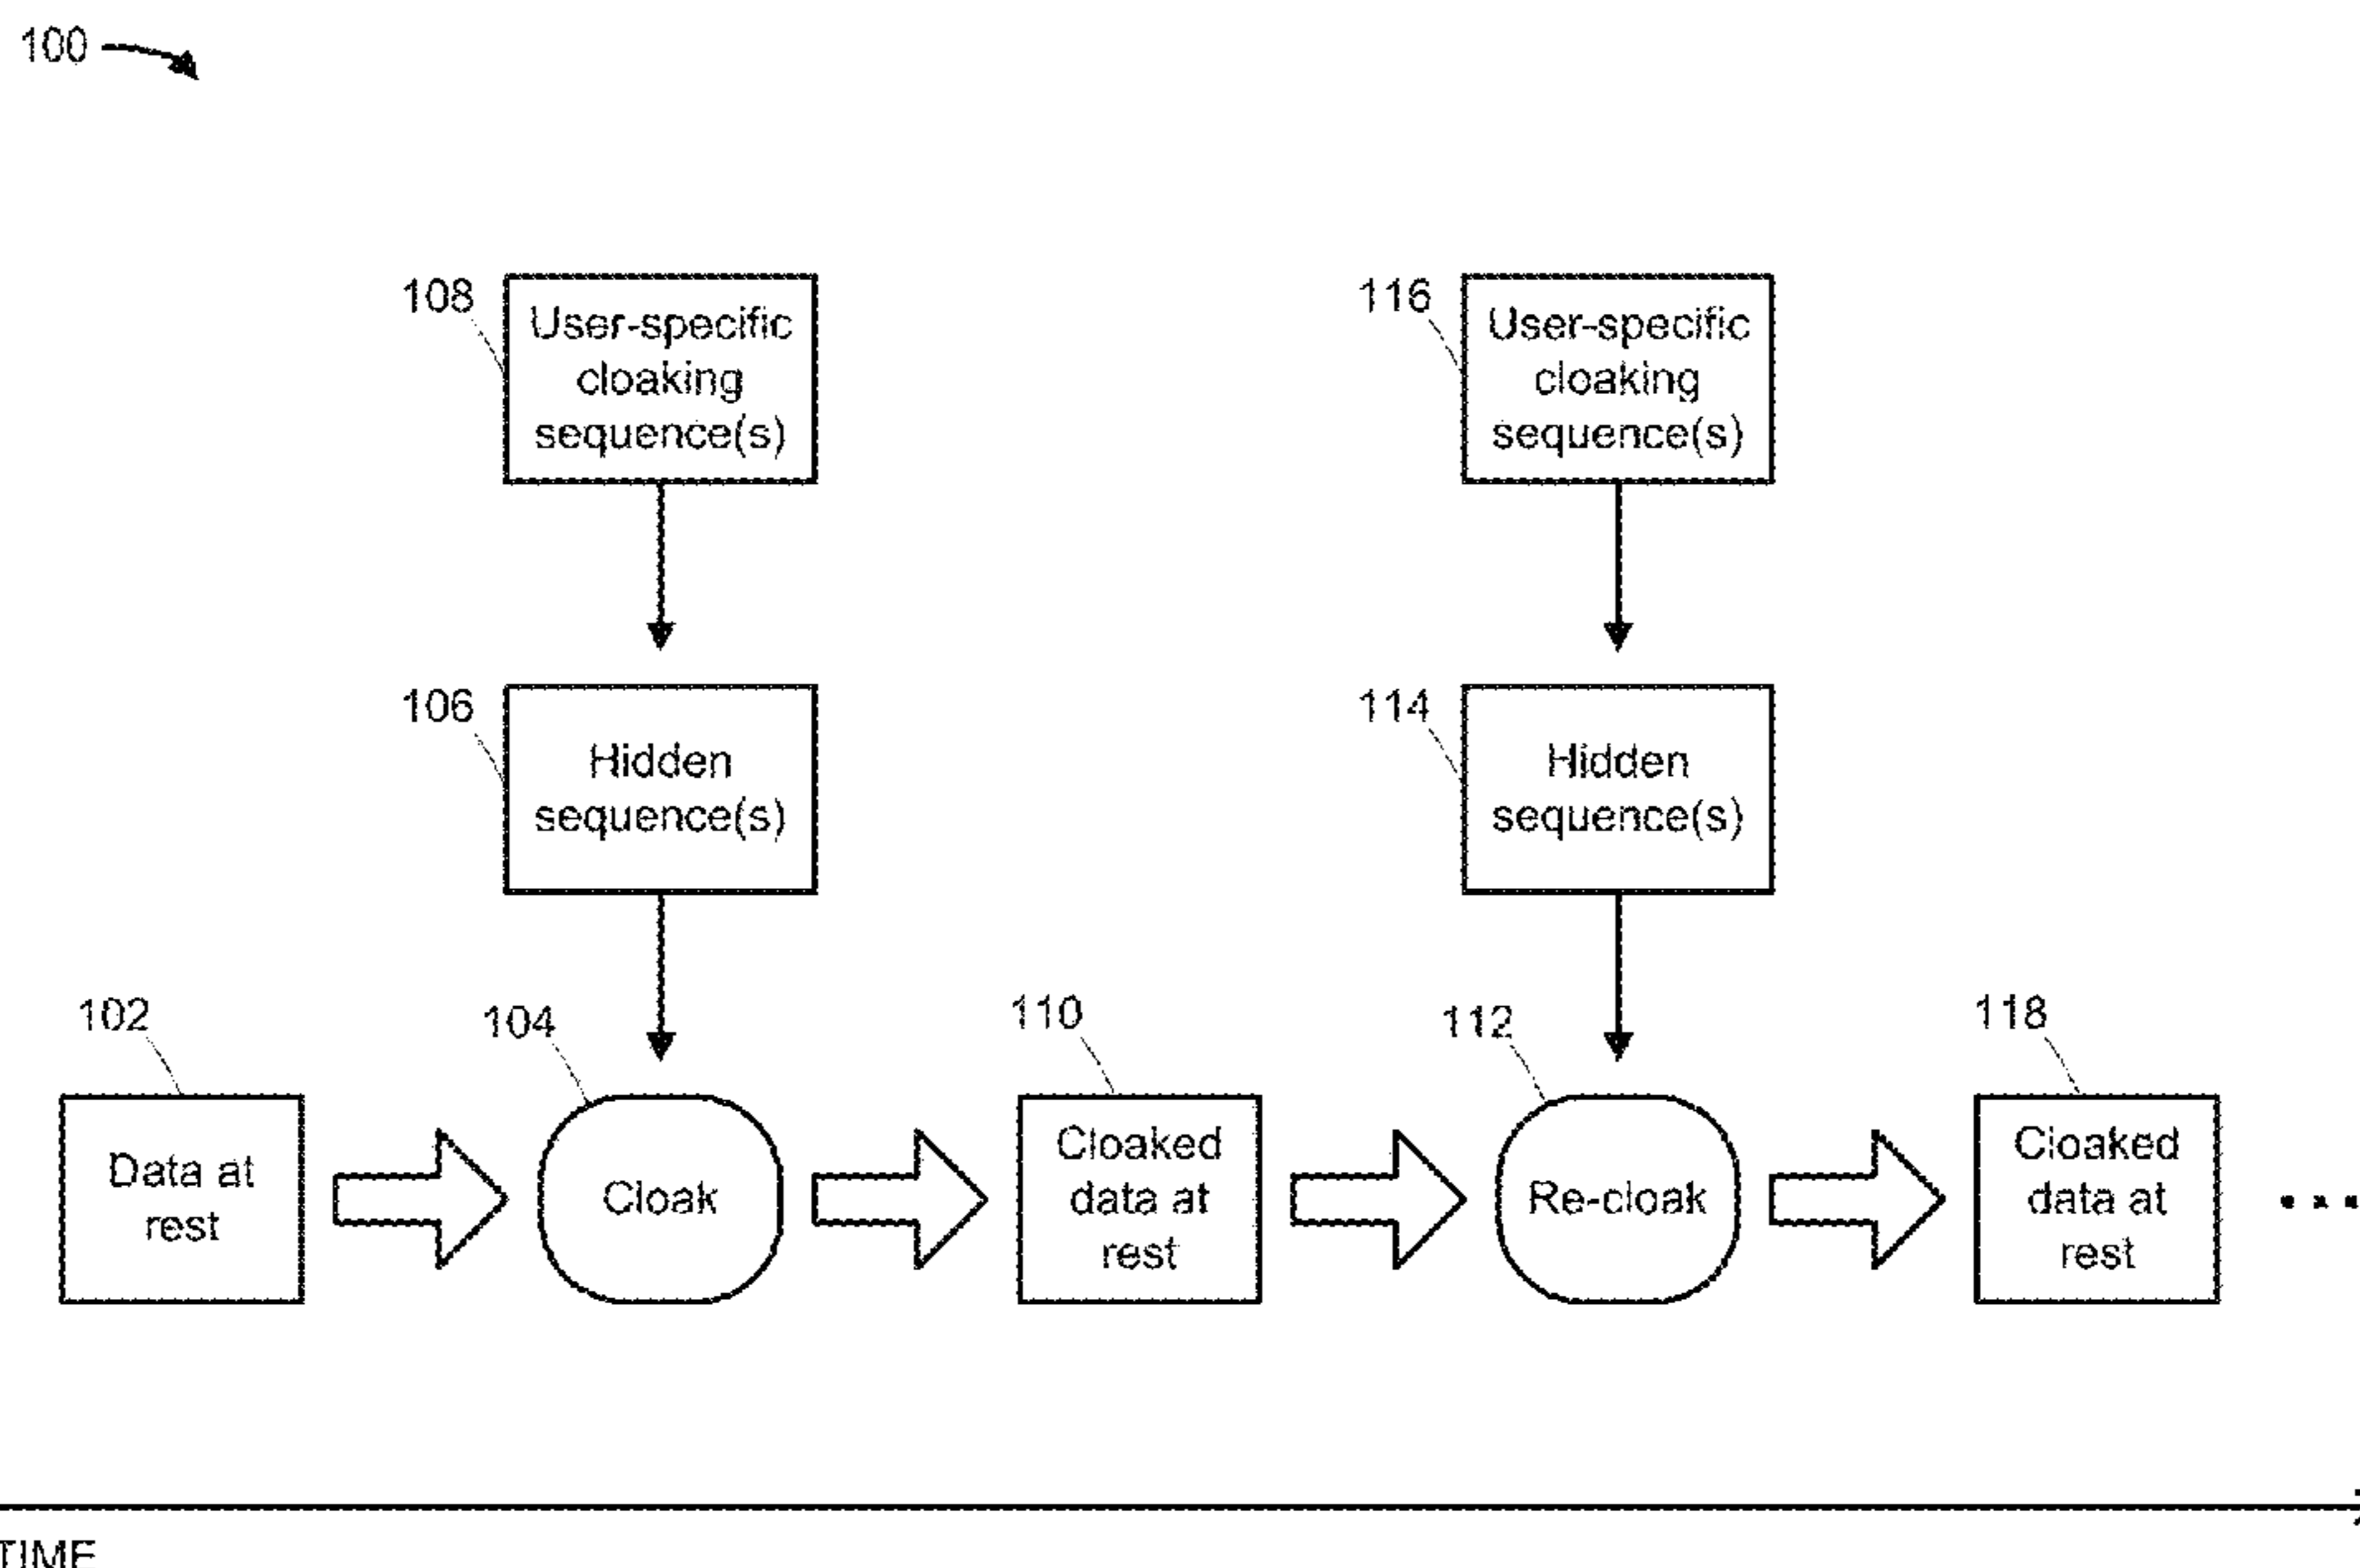 100
108
User-specific
cloaking
sequence(s)
116
User-specific
cloaking
sequence(s)
106
Hidden
sequence(s)
114
Hidden
sequence(s)
102
104
110
112
118
Data at
rest
Cloak
Cloaked
data at
rest
Re-cloak
Cloaked
data at
rest
...
TIME